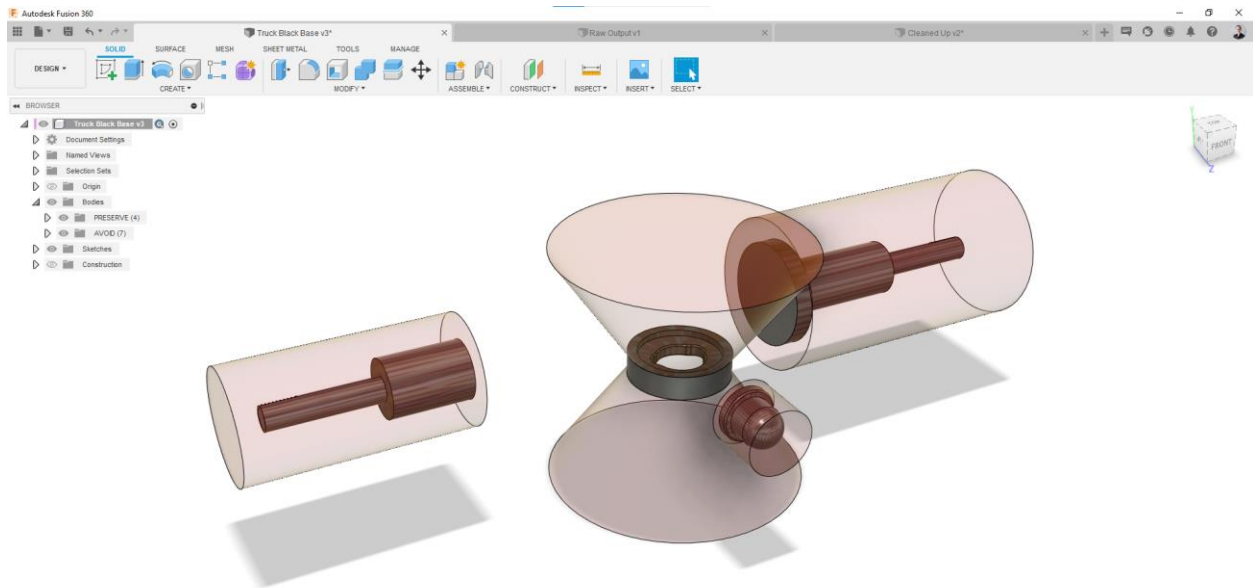 Autodesk Fusion 360
Truck Black Base v3*
Raw Output v1
Cleaned Up v2*
SOLID SURFACE MESH SHEET METAL TOOLS MANAGE
DESIGN
CREATE MODIFY ASSEMBLE CONSTRUCT INSPECT INSERT SELECT
BROWSER
Truck Black Base v3
Document Settings
Named Views
Selection Sets
Origin
Bodies
PRESERVE (4)
AVOID (7)
Sketches
Construction
TOP
FRONT
Z